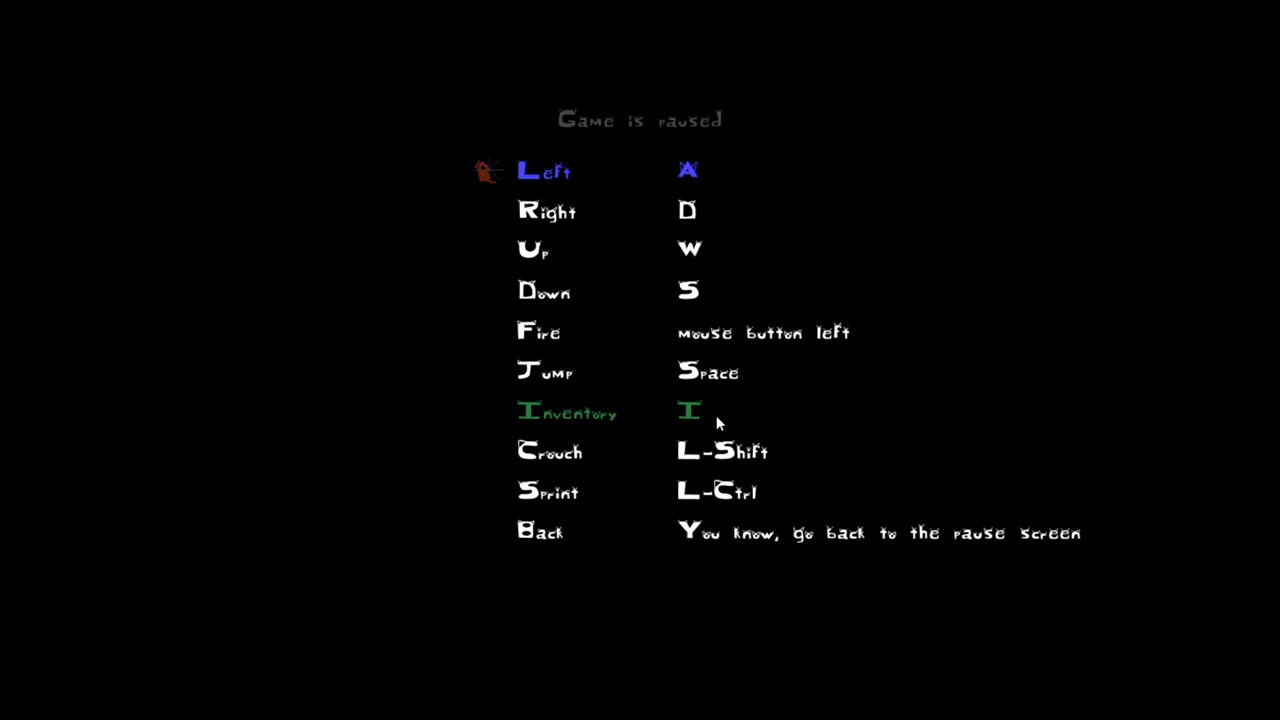 Game is paused
Left A
Right D
Up W
Down S
Fire mouse button left
Jump Space
Inventory I
Crouch L-Shift
Sprint L-Ctrl
Back You know, go back to the pause screen